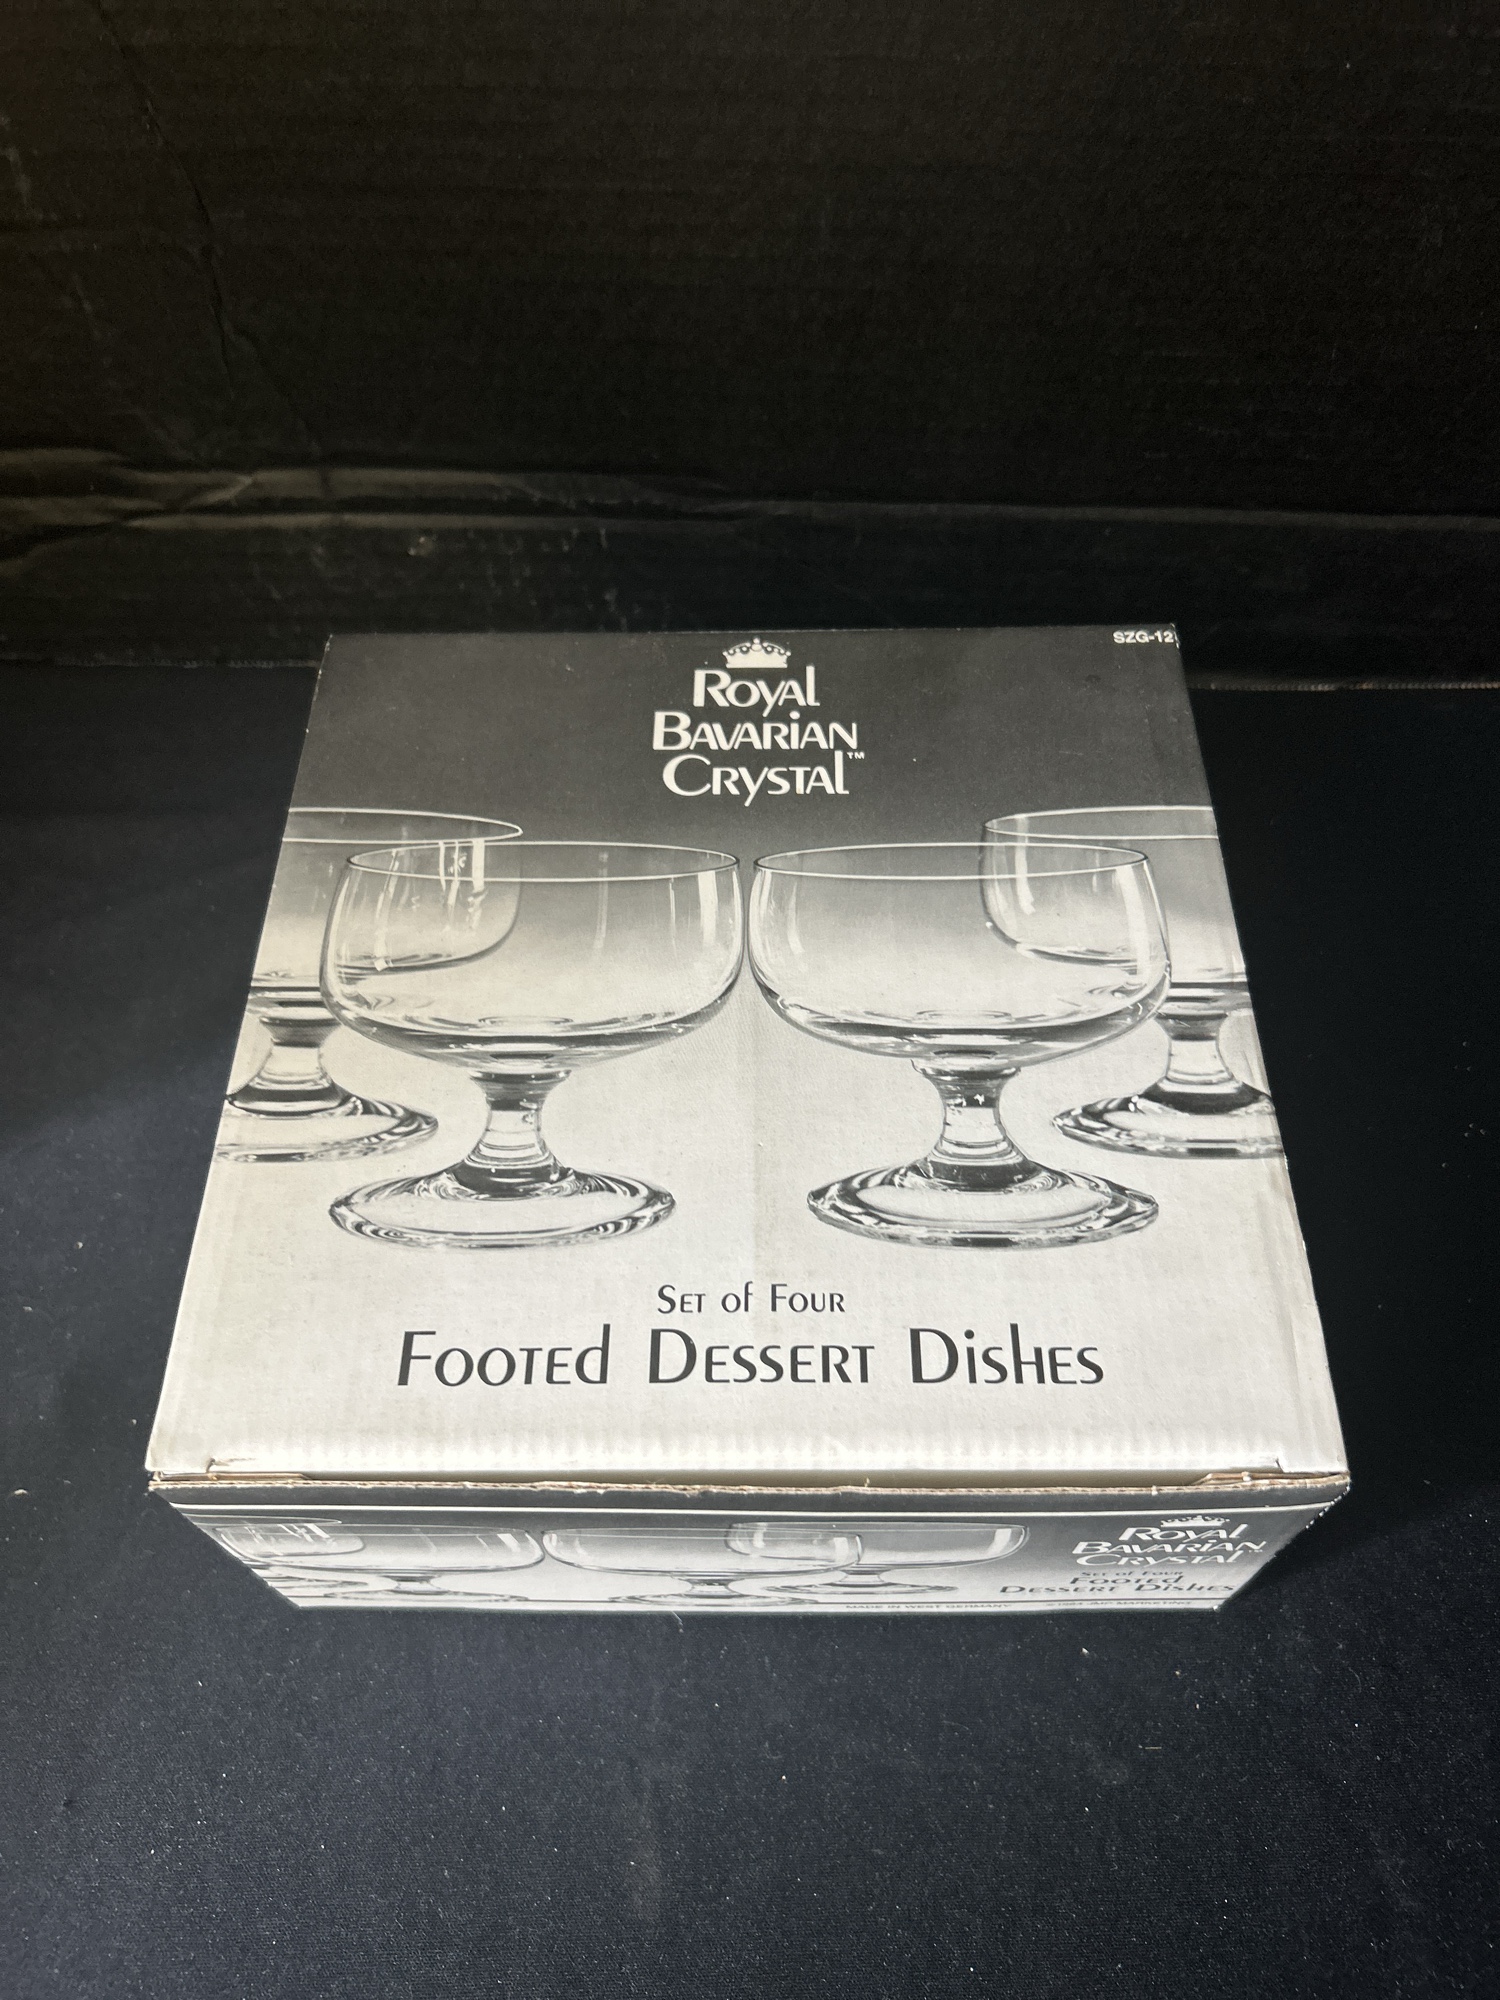 SZG-12
Royal
Bavarian
Crystal™
Set of Four
Footed Dessert Dishes
Royal
Bavarian
Crystal™
Set of Four
Footed
Dessert Dishes
MADE IN WEST GERMANY